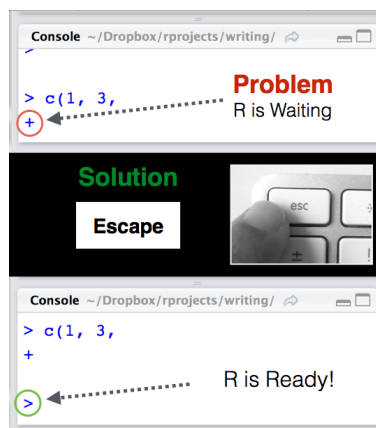 Console ~/Dropbox/rprojects/writing/
>
> c(1, 3,
+
Problem
R is Waiting
Solution
Escape
esc
±
!
Console ~/Dropbox/rprojects/writing/
> c(1, 3,
+
>
R is Ready!